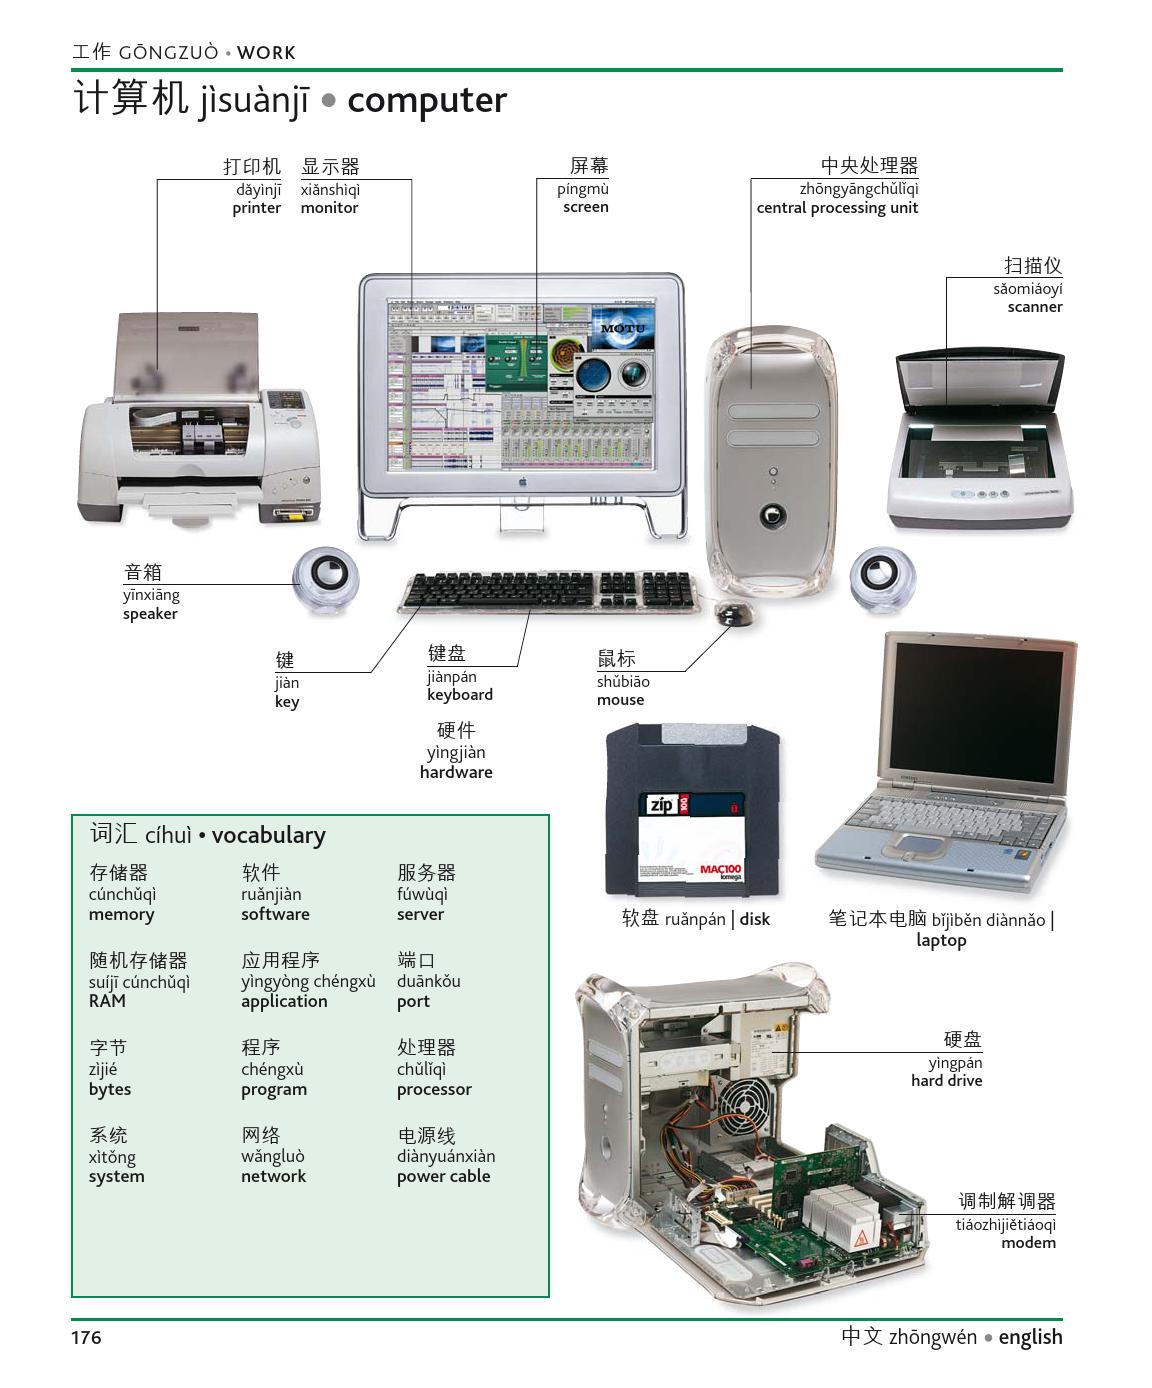 工作 GŌNGZUÒ • WORK
计算机 jìsuànjī • computer
打印机
dǎyìnjī
printer
显示器
xiǎnshìqì
monitor
屏幕
píngmù
screen
中央处理器
zhōngyāngchǔlǐqì
central processing unit
扫描仪
sǎomiáoyí
scanner
MOTU
音箱
yīnxiāng
speaker
键
jiàn
key
键盘
jiànpán
keyboard
鼠标
shǔbiāo
mouse
硬件
yìngjiàn
hardware
zip
100
MAC100
iomega
软盘 ruǎnpán | disk
笔记本电脑 bǐjìběn diànnǎo |
laptop
词汇 cíhuì • vocabulary
存储器
cúnchǔqì
memory
随机存储器
suíjī cúnchǔqì
RAM
字节
zìjié
bytes
系统
xìtǒng
system
软件
ruǎnjiàn
software
应用程序
yìngyòng chéngxù
application
程序
chéngxù
program
网络
wǎngluò
network
服务器
fúwùqì
server
端口
duānkǒu
port
处理器
chǔlǐqì
processor
电源线
diànyuánxiàn
power cable
硬盘
yìngpán
hard drive
调制解调器
tiáozhìjiětiáoqì
modem
176
中文 zhōngwén • english